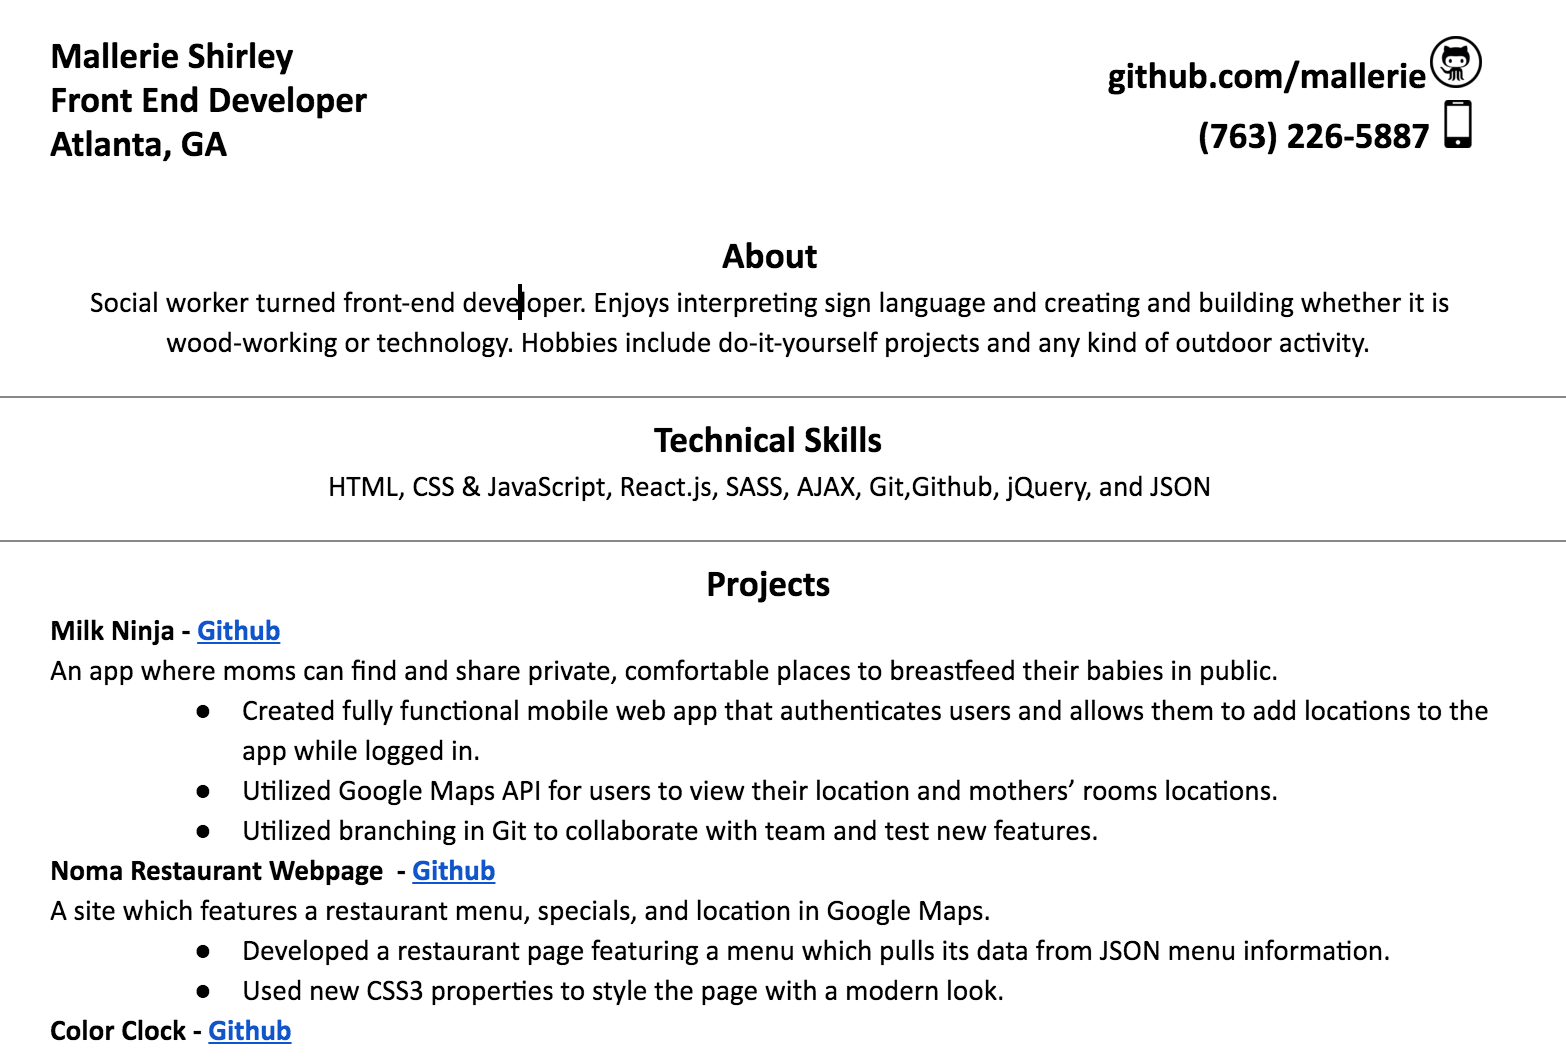 Mallerie Shirley
Front End Developer
Atlanta, GA
github.com/mallerie
(763) 226-5887
About
Social worker turned front-end developer. Enjoys interpreting sign language and creating and building whether it is
wood-working or technology. Hobbies include do-it-yourself projects and any kind of outdoor activity.
Technical Skills
HTML, CSS & JavaScript, React.js, SASS, AJAX, Git,Github, jQuery, and JSON
Projects
Milk Ninja - Github
An app where moms can find and share private, comfortable places to breastfeed their babies in public.
● Created fully functional mobile web app that authenticates users and allows them to add locations to the
app while logged in.
● Utilized Google Maps API for users to view their location and mothers’ rooms locations.
● Utilized branching in Git to collaborate with team and test new features.
Noma Restaurant Webpage  - Github
A site which features a restaurant menu, specials, and location in Google Maps.
● Developed a restaurant page featuring a menu which pulls its data from JSON menu information.
● Used new CSS3 properties to style the page with a modern look.
Color Clock - Github